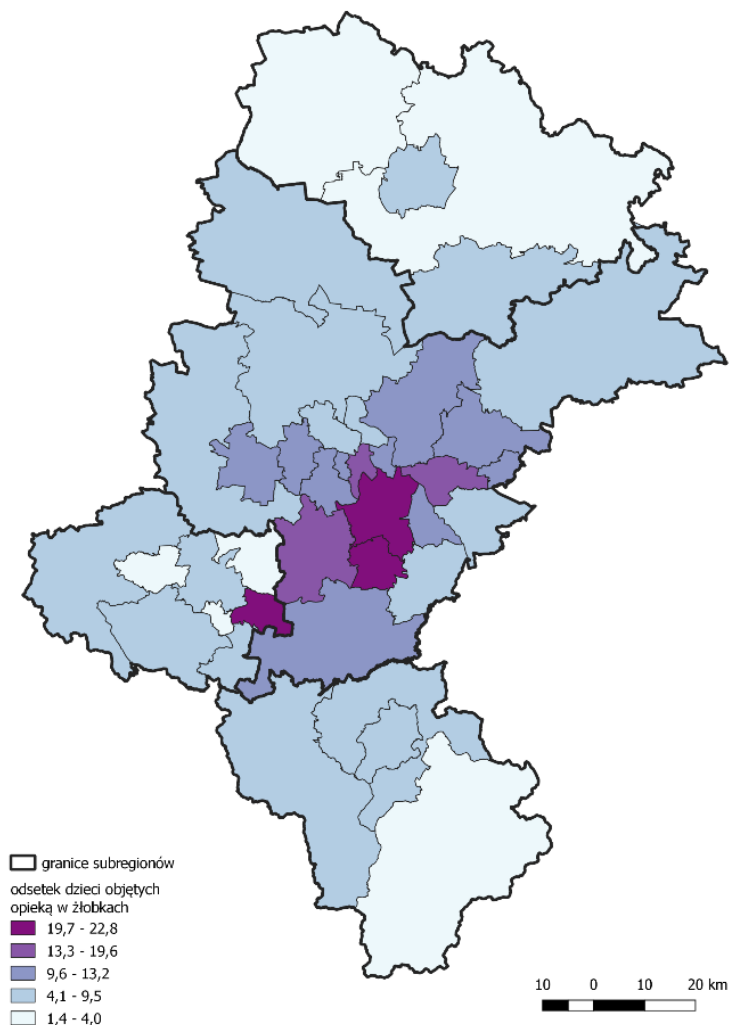 granice subregionów
odsetek dzieci objętych
opieką w żłobkach
19,7 - 22,8
13,3 - 19,6
9,6 - 13,2
4,1 - 9,5
1,4 - 4,0
10 0 10 20 km